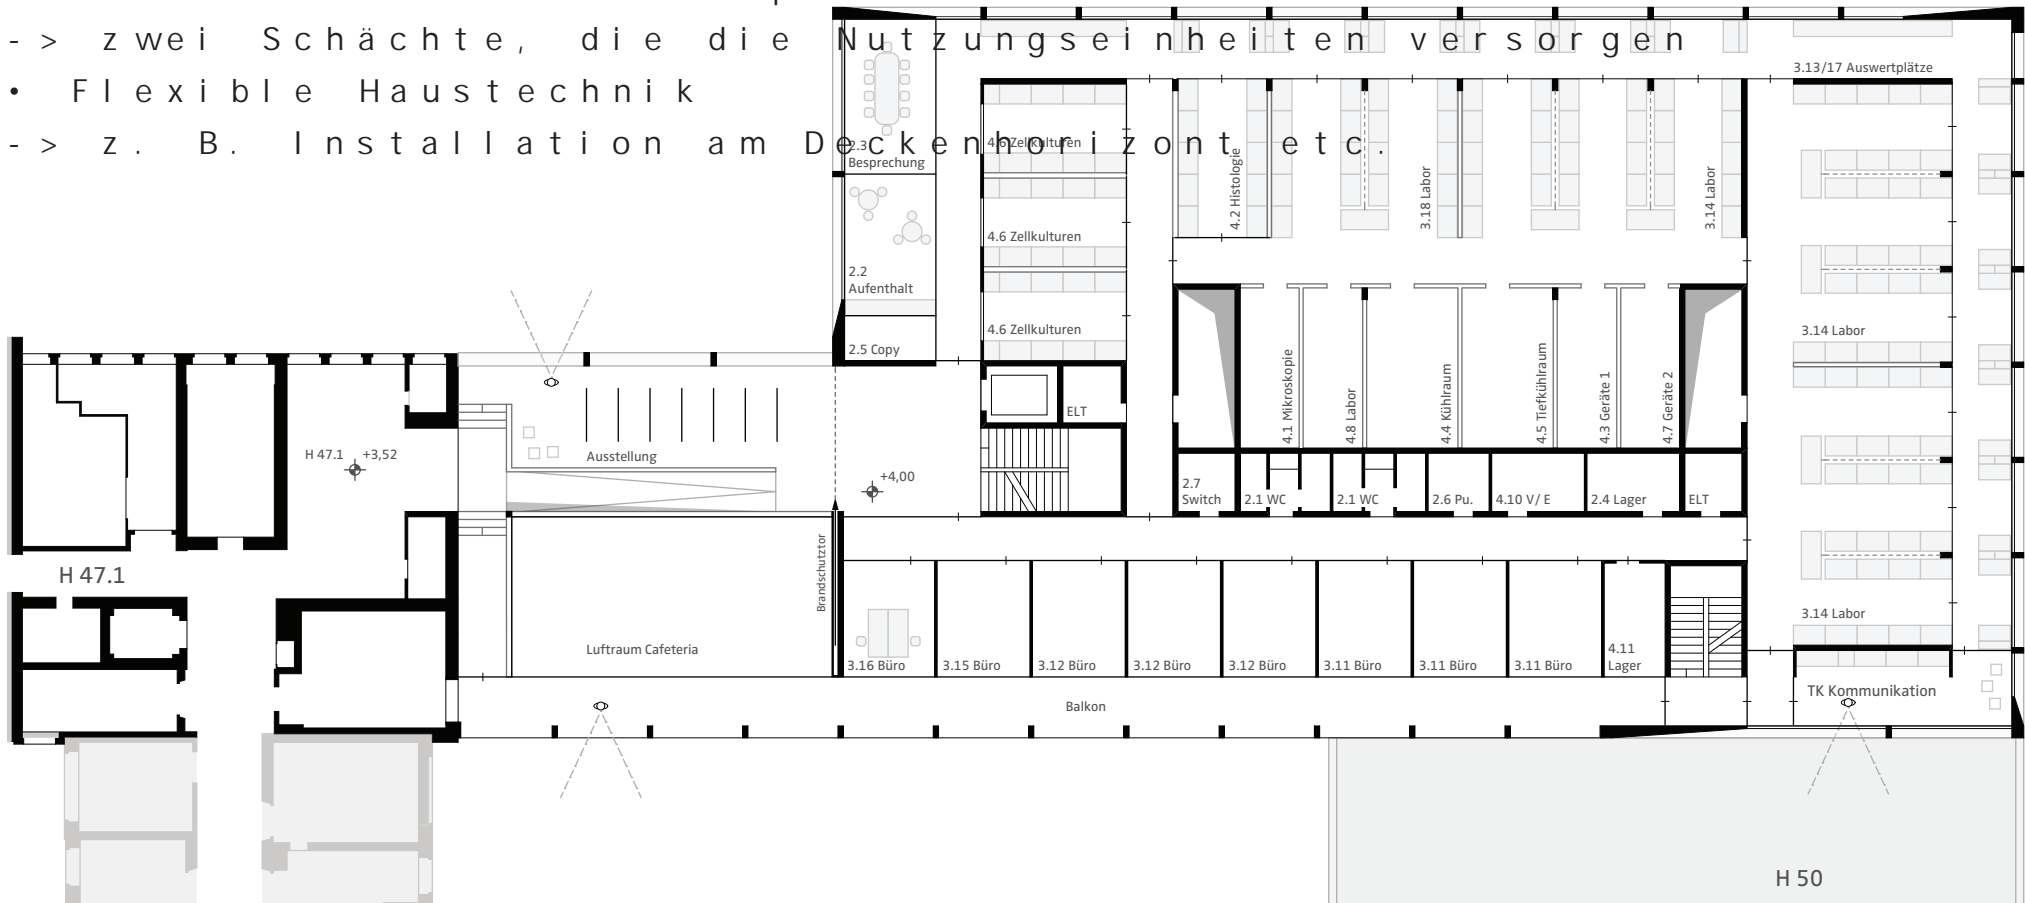 -> zwei Schächte, die die Nutzungseinheiten versorgen
• Flexible Haustechnik
-> z. B. Installation am Deckenhorizont etc.
3.13/17 Auswertplätze
2.3
Besprechung
4.6 Zellkulturen
4.2 Histologie
3.18 Labor
3.14 Labor
4.6 Zellkulturen
2.2
Aufenthalt
4.6 Zellkulturen
3.14 Labor
2.5 Copy
ELT
4.1 Mikroskopie
4.8 Labor
4.4 Kühlraum
4.5 Tiefkühlraum
4.3 Geräte 1
4.7 Geräte 2
H 47.1 +3,52
Ausstellung
+4,00
2.7
Switch
2.1 WC
2.1 WC
2.6 Pu.
4.10 V/ E
2.4 Lager
ELT
H 47.1
Brandschutztor
Luftraum Cafeteria
3.16 Büro
3.15 Büro
3.12 Büro
3.12 Büro
3.12 Büro
3.11 Büro
3.11 Büro
3.11 Büro
4.11
Lager
3.14 Labor
TK Kommunikation
Balkon
H 50